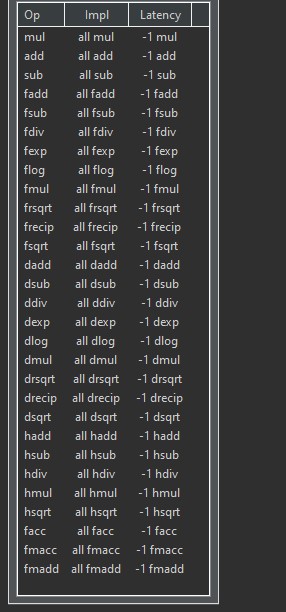 Op Impl Latency
mul all mul -1 mul
add all add -1 add
sub all sub -1 sub
fadd all fadd -1 fadd
fsub all fsub -1 fsub
fdiv all fdiv -1 fdiv
fexp all fexp -1 fexp
flog all flog -1 flog
fmul all fmul -1 fmul
frsqrt all frsqrt -1 frsqrt
frecip all frecip -1 frecip
fsqrt all fsqrt -1 fsqrt
dadd all dadd -1 dadd
dsub all dsub -1 dsub
ddiv all ddiv -1 ddiv
dexp all dexp -1 dexp
dlog all dlog -1 dlog
dmul all dmul -1 dmul
drsqrt all drsqrt -1 drsqrt
drecip all drecip -1 drecip
dsqrt all dsqrt -1 dsqrt
hadd all hadd -1 hadd
hsub all hsub -1 hsub
hdiv all hdiv -1 hdiv
hmul all hmul -1 hmul
hsqrt all hsqrt -1 hsqrt
facc all facc -1 facc
fmacc all fmacc -1 fmacc
fmadd all fmadd -1 fmadd